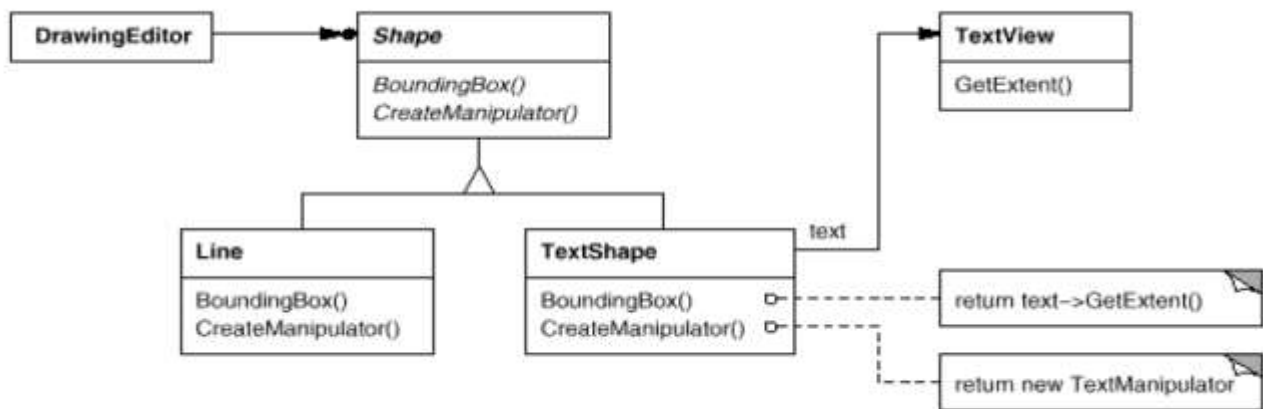 DrawingEditor
Shape
BoundingBox()
CreateManipulator()
TextView
GetExtent()
Line
BoundingBox()
CreateManipulator()
TextShape
BoundingBox()
CreateManipulator()
text
return text->GetExtent()
return new TextManipulator